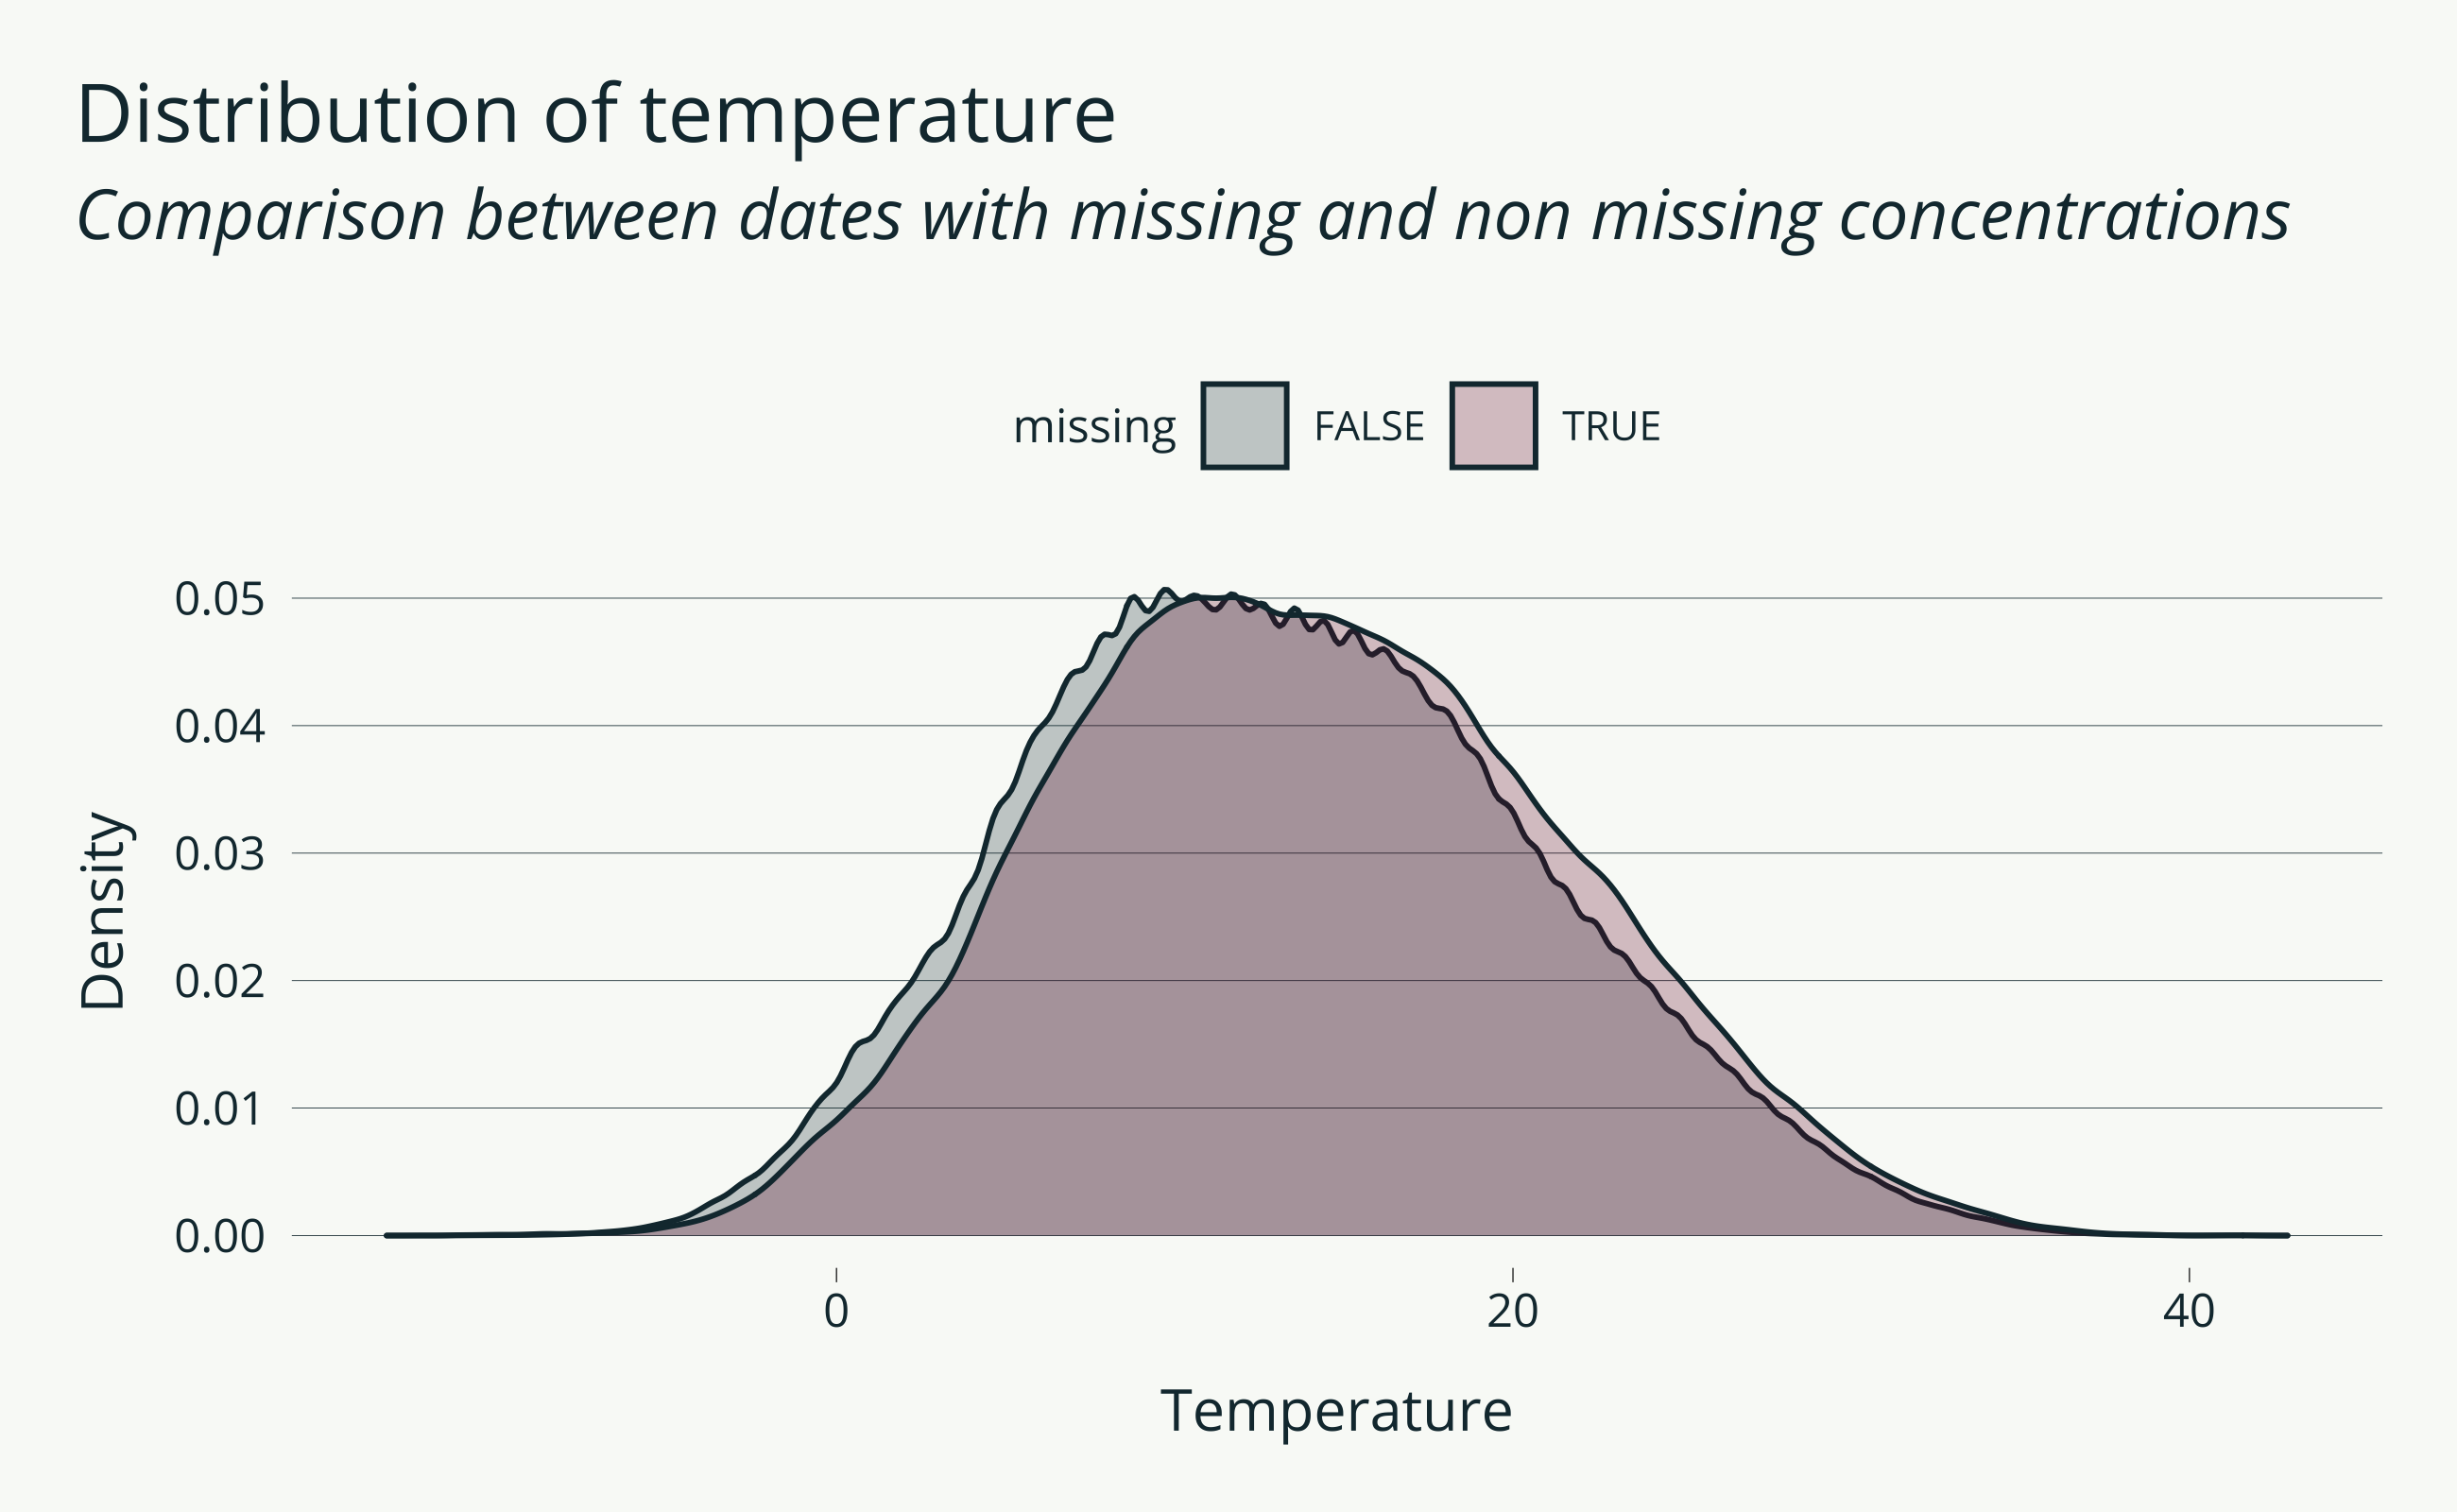 Distribution of temperature
Comparison between dates with missing and non missing concentrations
missing FALSE TRUE
0.05
0.04
0.03
0.02
0.01
0.00
Density
0 20 40
Temperature